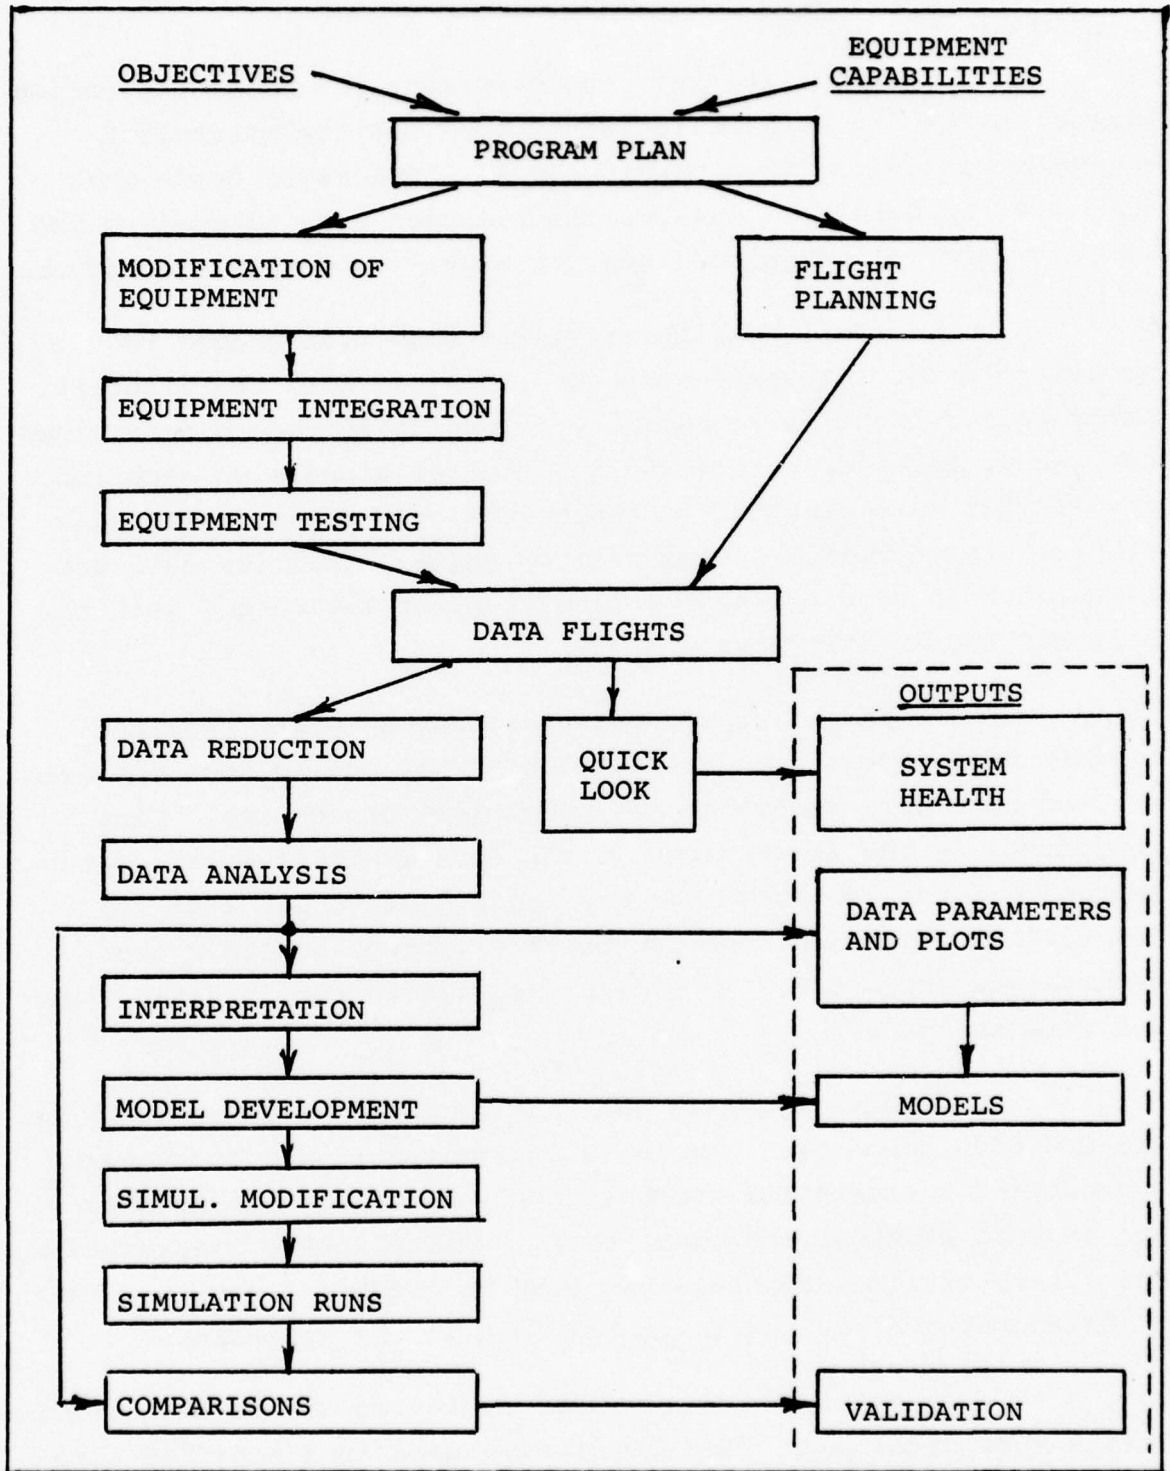 OBJECTIVES
EQUIPMENT
CAPABILITIES
PROGRAM PLAN
MODIFICATION OF
EQUIPMENT
FLIGHT
PLANNING
EQUIPMENT INTEGRATION
EQUIPMENT TESTING
DATA FLIGHTS
OUTPUTS
DATA REDUCTION
QUICK
LOOK
SYSTEM
HEALTH
DATA ANALYSIS
DATA PARAMETERS
AND PLOTS
INTERPRETATION
MODEL DEVELOPMENT
MODELS
SIMUL. MODIFICATION
SIMULATION RUNS
COMPARISONS
VALIDATION